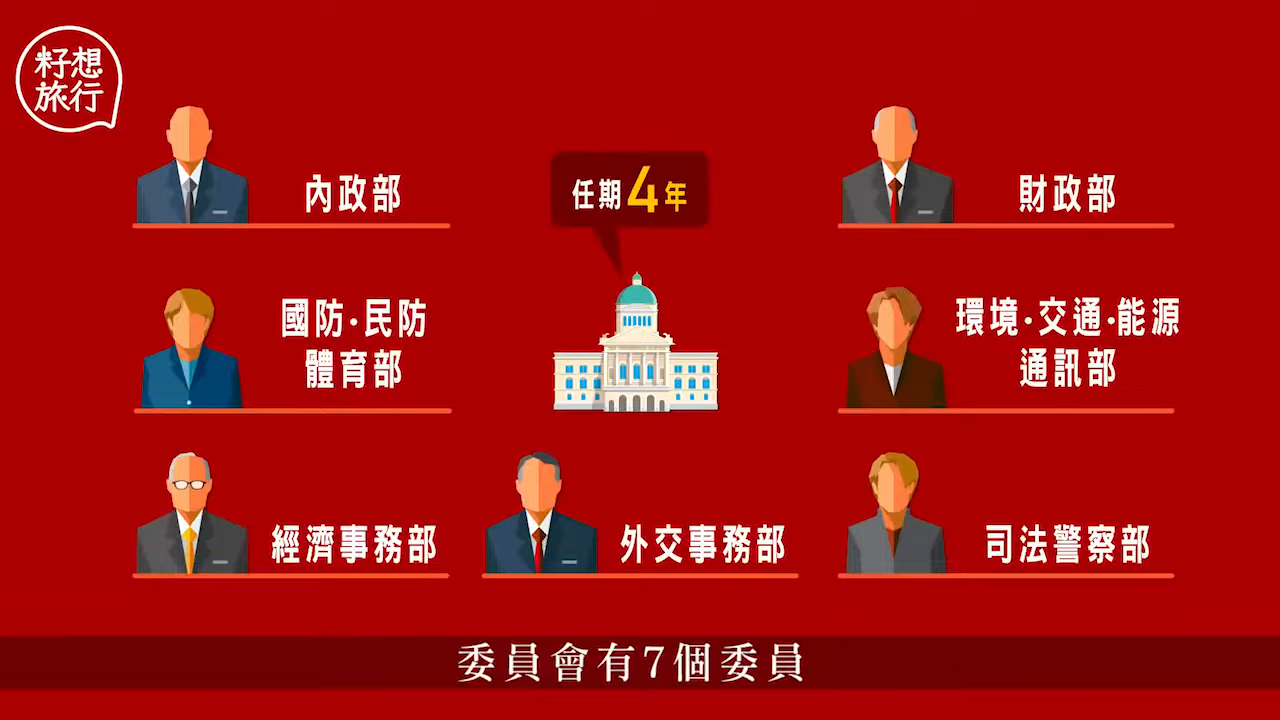 籽想
旅行
任期4年
內政部
財政部
國防·民防
體育部
環境·交通·能源
通訊部
經濟事務部
外交事務部
司法警察部
委員會有7個委員